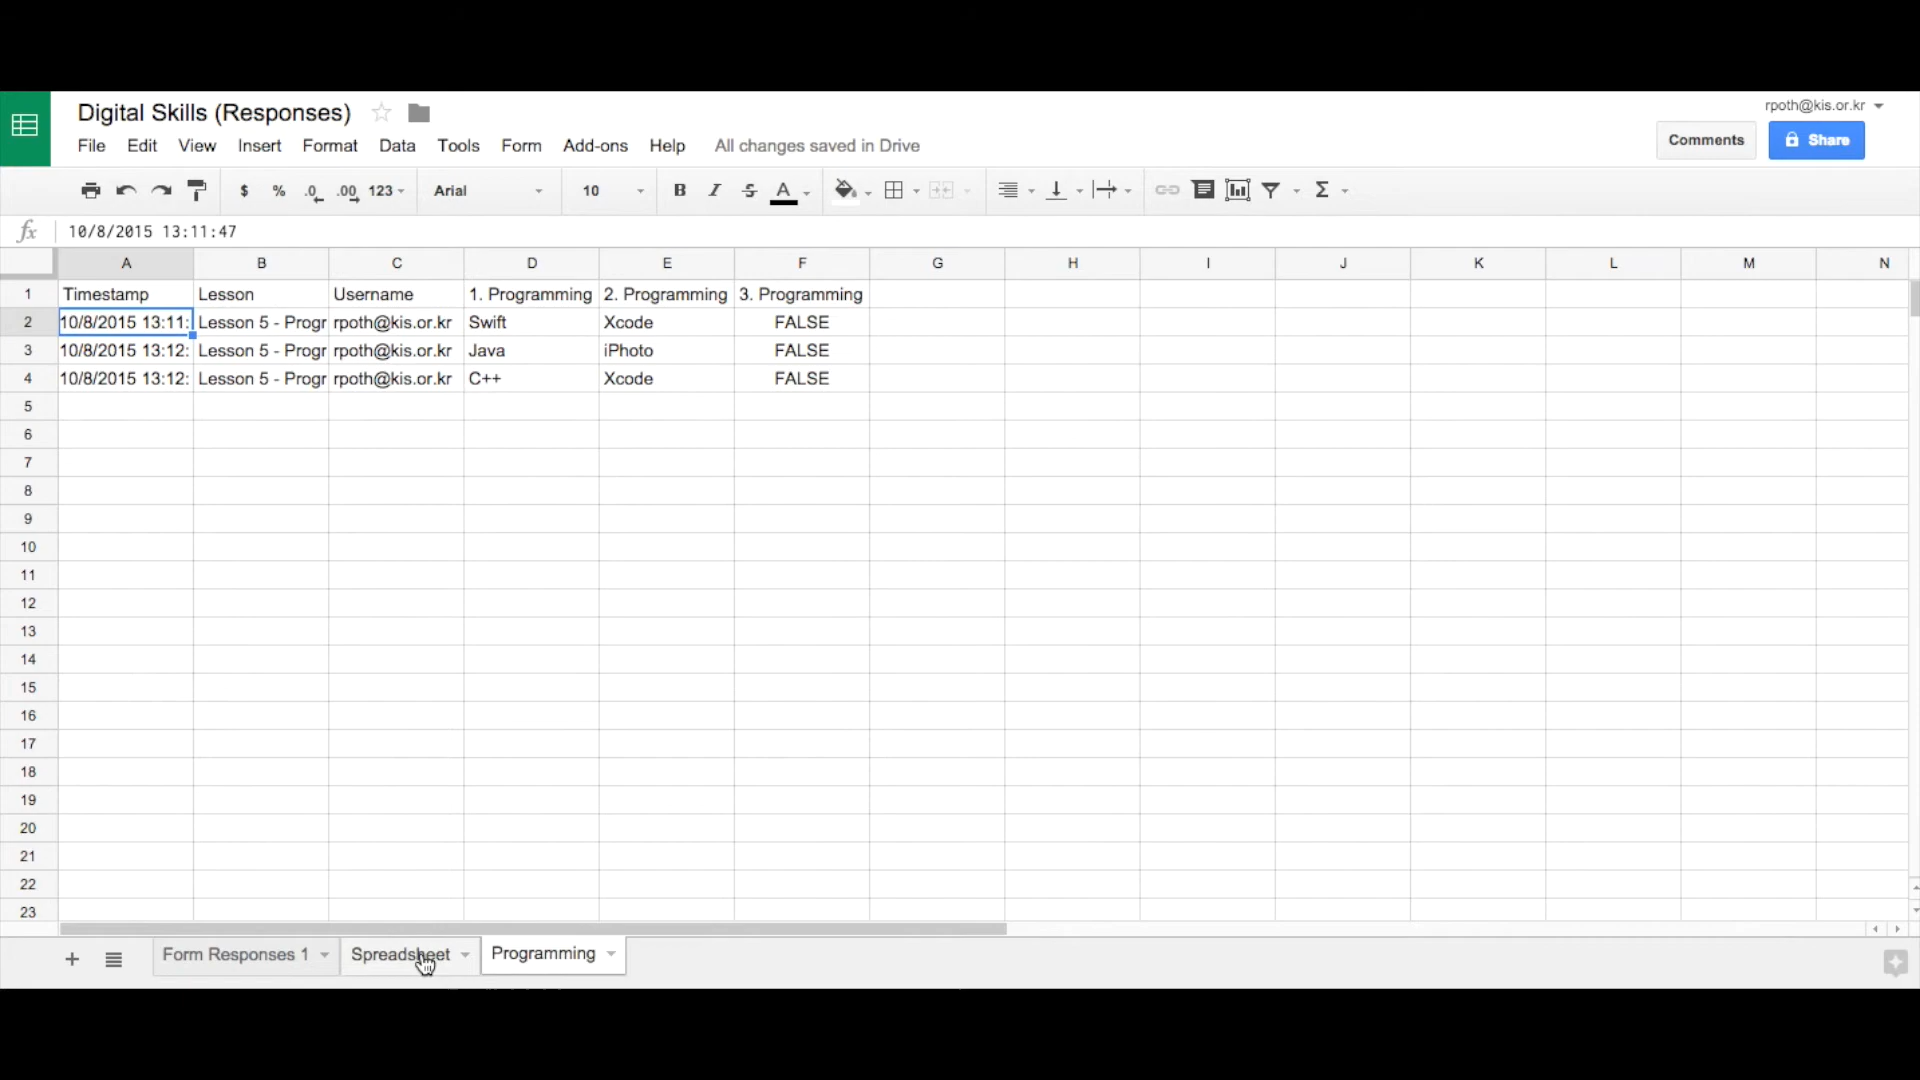 Digital Skills (Responses)
rpoth@kis.or.kr
File Edit View Insert Format Data Tools Form Add-ons Help All changes saved in Drive
Comments Share
$ % .0 .00 123 Arial 10 B I S A Σ
fx 10/8/2015 13:11:47
A B C D E F G H I J K L M N
1 Timestamp Lesson Username 1. Programming 2. Programming 3. Programming
2 10/8/2015 13:11: Lesson 5 - Progr rpoth@kis.or.kr Swift Xcode FALSE
3 10/8/2015 13:12: Lesson 5 - Progr rpoth@kis.or.kr Java iPhoto FALSE
4 10/8/2015 13:12: Lesson 5 - Progr rpoth@kis.or.kr C++ Xcode FALSE
5
6
7
8
9
10
11
12
13
14
15
16
17
18
19
20
21
22
23
+ Form Responses 1 Spreadsheet Programming